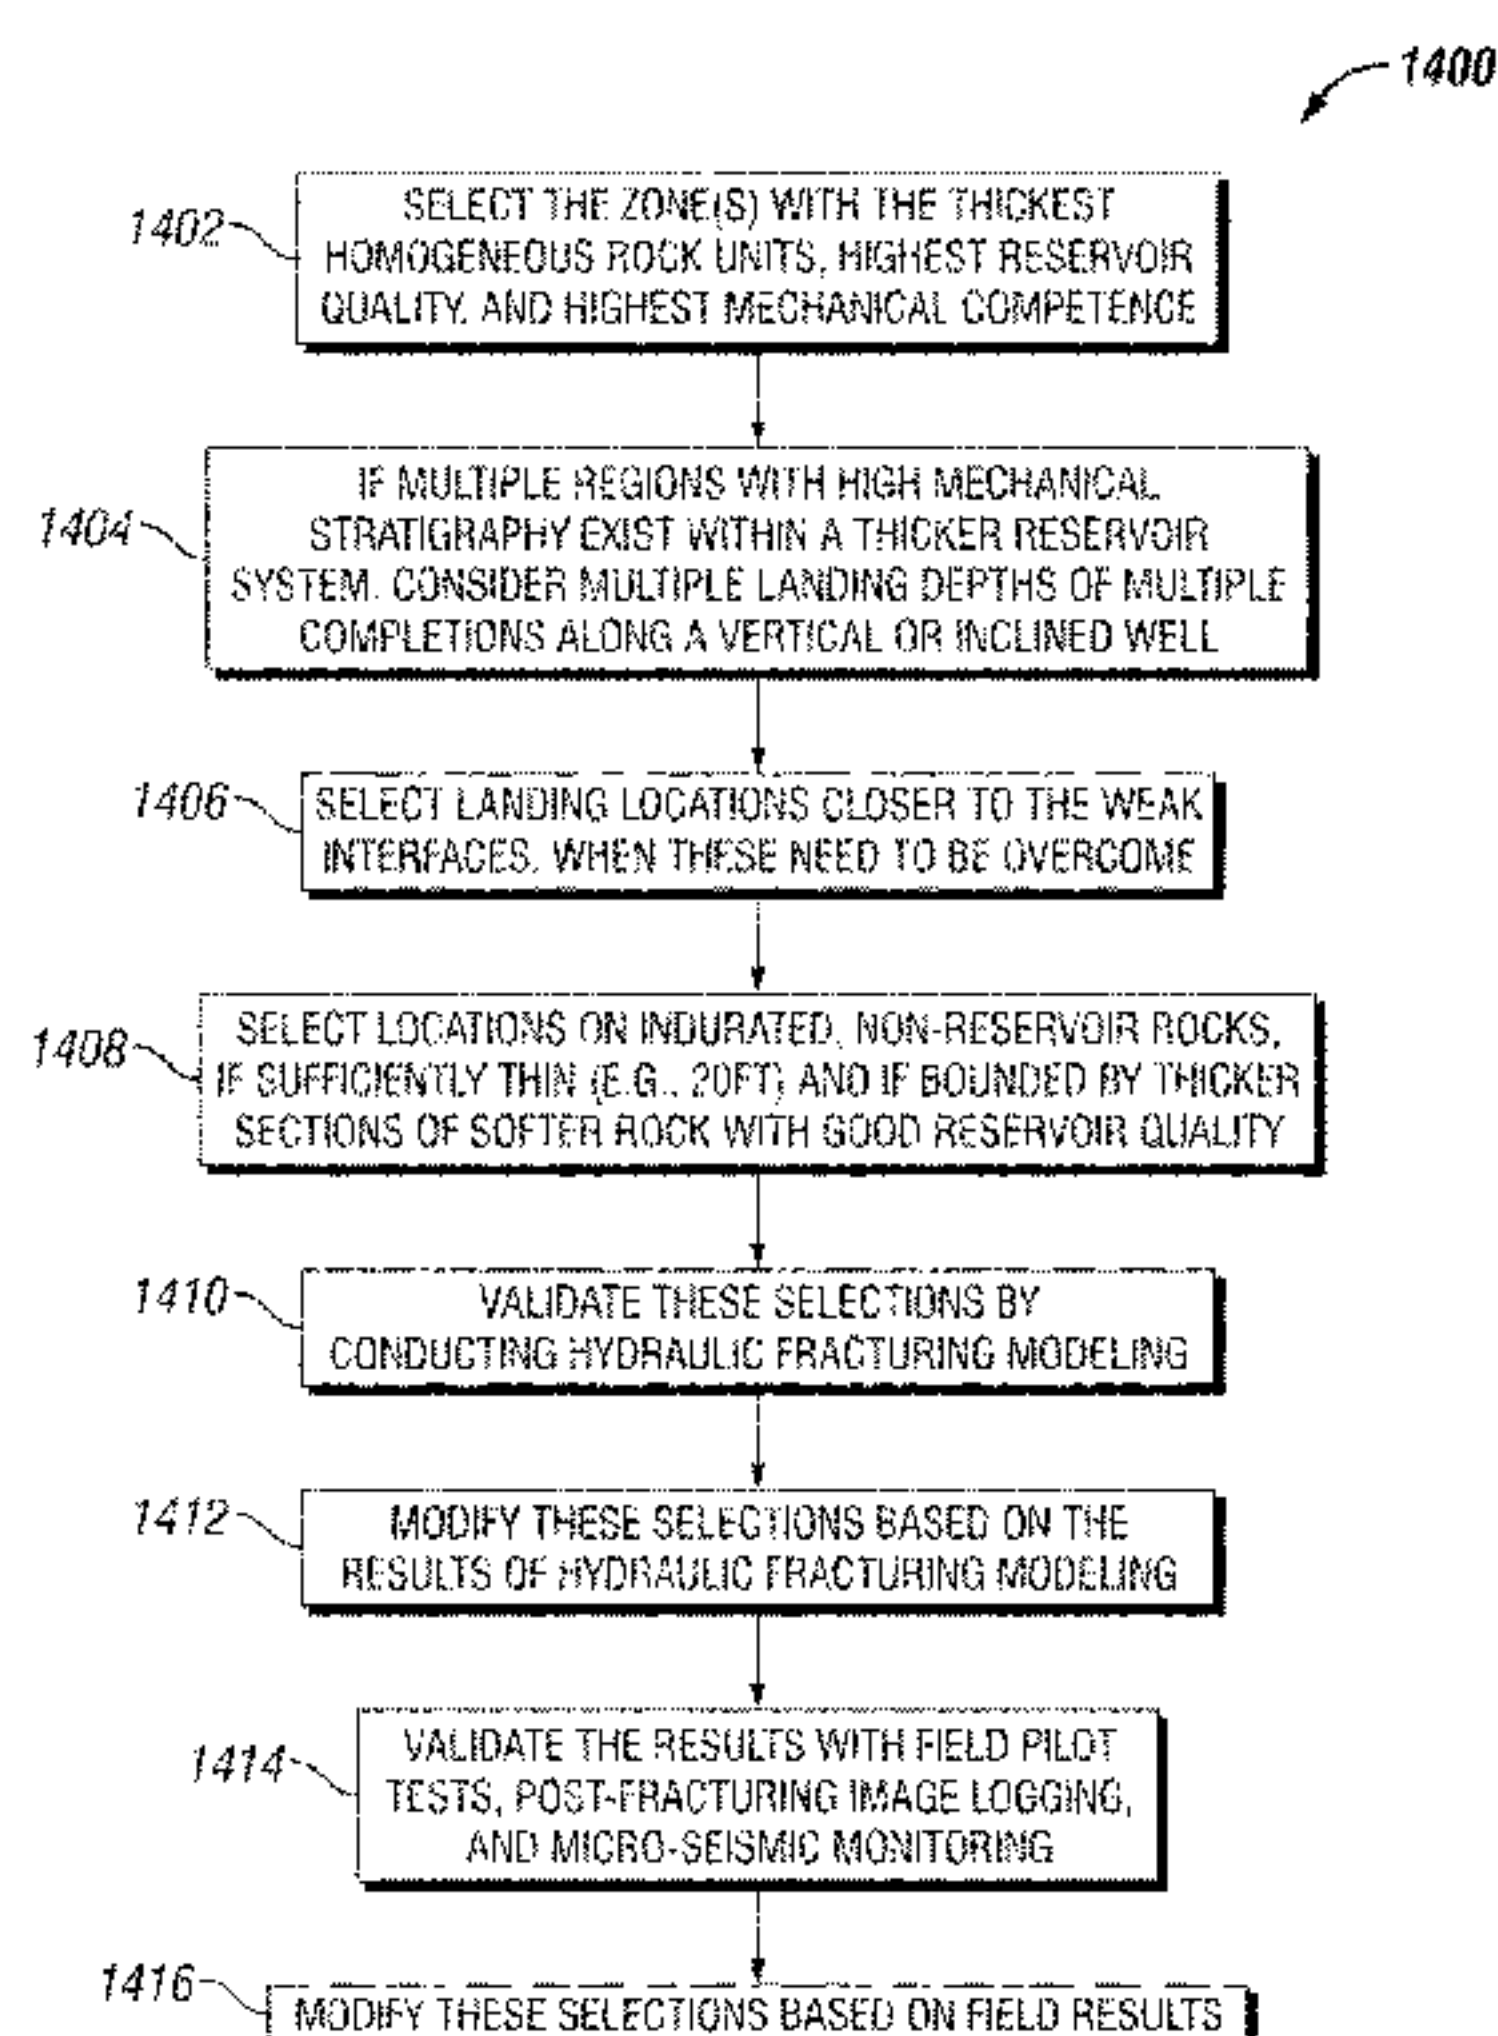 1400
1402
SELECT THE ZONE(S) WITH THE THICKEST
HOMOGENEOUS ROCK UNITS, HIGHEST RESERVOIR
QUALITY, AND HIGHEST MECHANICAL COMPETENCE
1404
IF MULTIPLE REGIONS WITH HIGH MECHANICAL
STRATIGRAPHY EXIST WITHIN A THICKER RESERVOIR
SYSTEM, CONSIDER MULTIPLE LANDING DEPTHS OF MULTIPLE
COMPLETIONS ALONG A VERTICAL OR INCLINED WELL
1406
SELECT LANDING LOCATIONS CLOSER TO THE WEAK
INTERFACES, WHEN THESE NEED TO BE OVERCOME
1408
SELECT LOCATIONS ON INDURATED, NON-RESERVOIR ROCKS,
IF SUFFICIENTLY THIN (E.G., 20FT) AND IF BOUNDED BY THICKER
SECTIONS OF SOFTER ROCK WITH GOOD RESERVOIR QUALITY
1410
VALIDATE THESE SELECTIONS BY
CONDUCTING HYDRAULIC FRACTURING MODELING
1412
MODIFY THESE SELECTIONS BASED ON THE
RESULTS OF HYDRAULIC FRACTURING MODELING
1414
VALIDATE THE RESULTS WITH FIELD PILOT
TESTS, POST-FRACTURING IMAGE LOGGING,
AND MICRO-SEISMIC MONITORING
1416
MODIFY THESE SELECTIONS BASED ON FIELD RESULTS